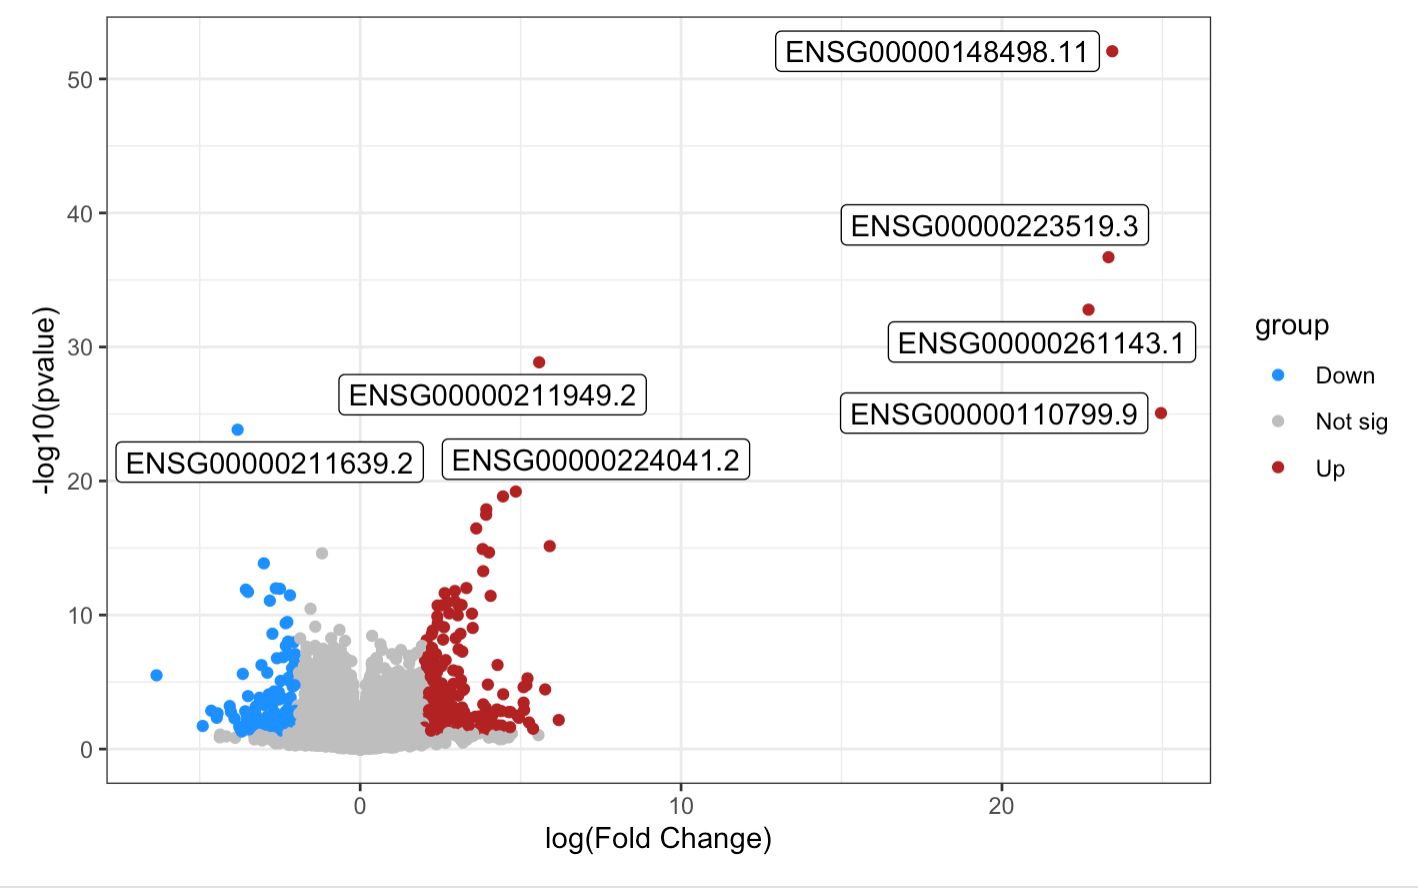 ENSG00000148498.11
50
40
ENSG00000223519.3
ENSG00000261143.1
30
ENSG00000211949.2
ENSG00000110799.9
ENSG00000211639.2
ENSG00000224041.2
20
10
0
-log10(pvalue)
0
10
20
log(Fold Change)
group
Down
Not sig
Up